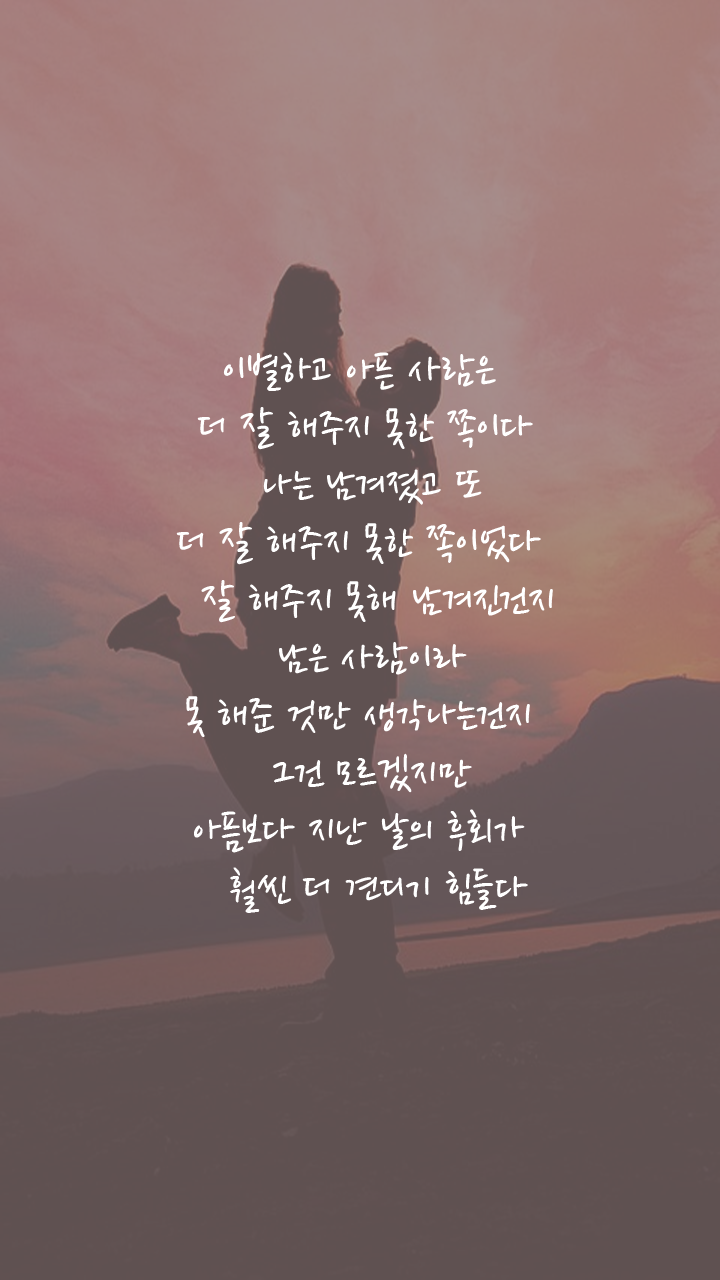 이별하고 아픈 사람은
더 잘 해주지 못한 쪽이다
나는 남겨졌고 또
더 잘 해주지 못한 쪽이었다
잘 해주지 못해 남겨진건지
남은 사람이라
못 해준 것만 생각나는건지
그건 모르겠지만
아픔보다 지난 날의 후회가
훨씬 더 견디기 힘들다